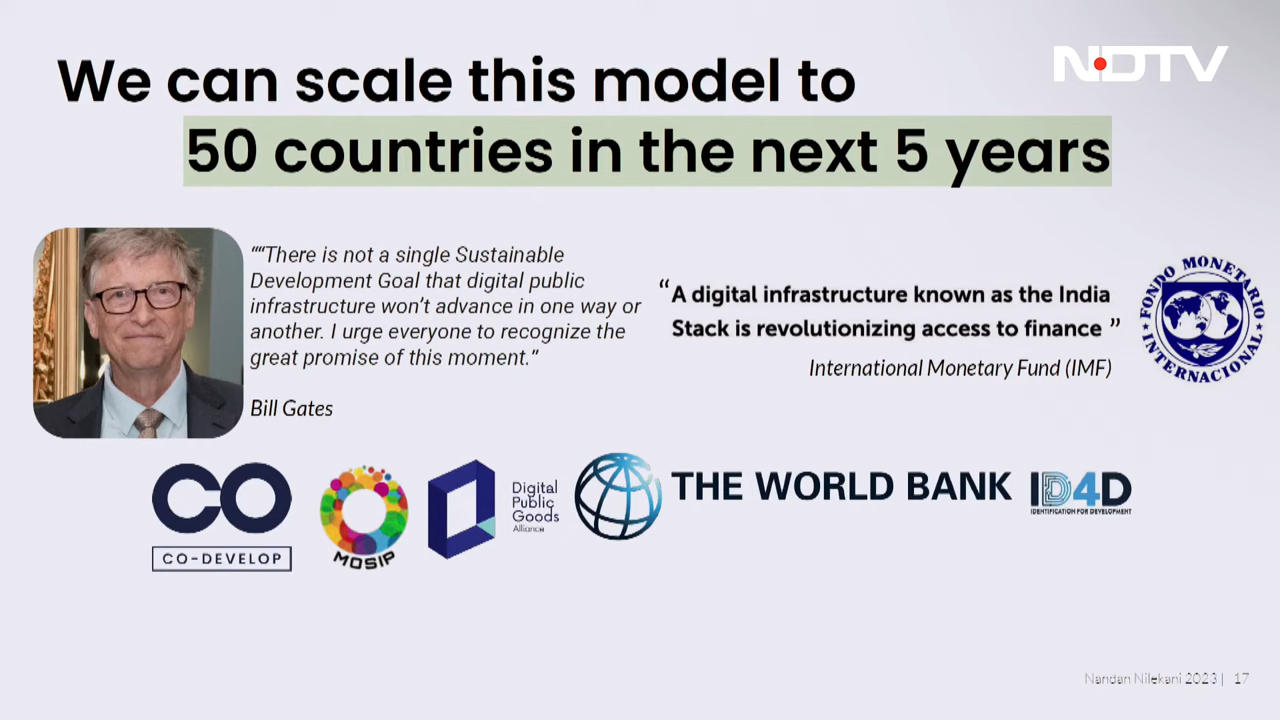 NDTV
We can scale this model to
50 countries in the next 5 years
““There is not a single Sustainable
Development Goal that digital public
infrastructure won’t advance in one way or
another. I urge everyone to recognize the
great promise of this moment."
Bill Gates
“A digital infrastructure known as the India
Stack is revolutionizing access to finance ”
International Monetary Fund (IMF)
FONDO MONETARIO
INTERNACIONAL
CO
CO-DEVELOP
MOSIP
Digital
Public
Goods
Alliance
THE WORLD BANK
ID4D
IDENTIFICATION FOR DEVELOPMENT
Nandan Nilekani 2023 | 17